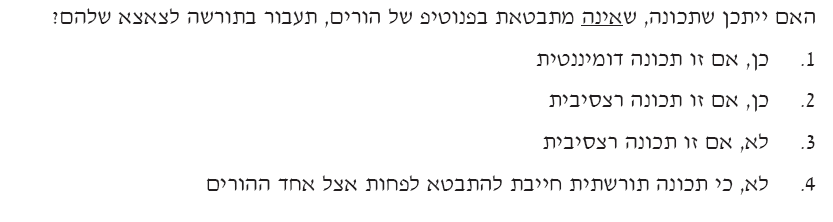 האם ייתכן שתכונה, שאינה מתבטאת בפנוטיפ של הורים, תעבור בתורשה לצאצא שלהם?
1. כן, אם זו תכונה דומיננטית
2. כן, אם זו תכונה רצסיבית
3. לא, אם זו תכונה רצסיבית
4. לא, כי תכונה תורשתית חייבת להתבטא לפחות אצל אחד ההורים